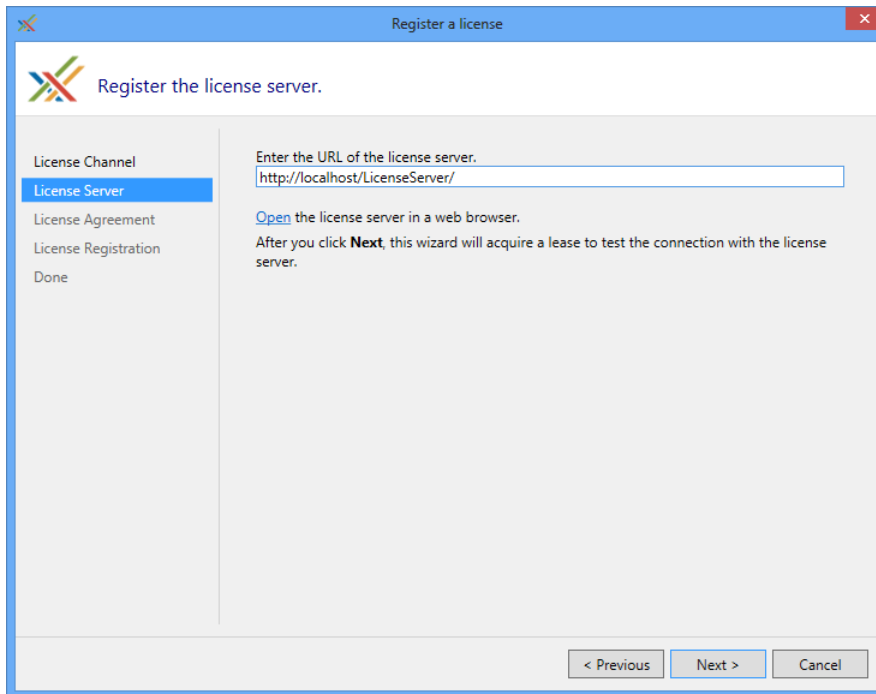 Register a license
Register the license server.
License Channel
License Server
License Agreement
License Registration
Done
Enter the URL of the license server.
http://localhost/LicenseServer/
Open the license server in a web browser.
After you click Next, this wizard will acquire a lease to test the connection with the license
server.
< Previous
Next >
Cancel